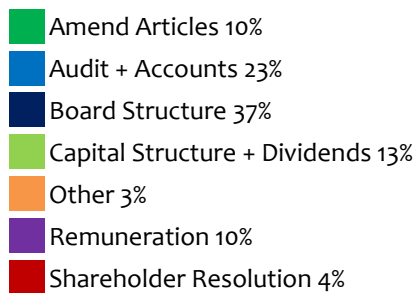 Amend Articles 10%
Audit + Accounts 23%
Board Structure 37%
Capital Structure + Dividends 13%
Other 3%
Remuneration 10%
Shareholder Resolution 4%